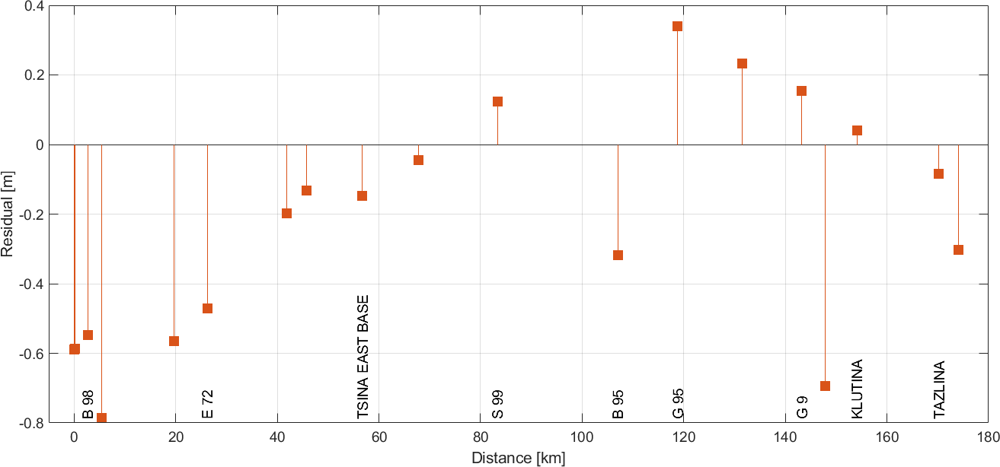 0.4
0.2
0
-0.2
-0.4
-0.6
-0.8
Residual [m]
B 98
E 72
TSINA EAST BASE
S 99
B 95
G 95
G 9
KLUTINA
TAZLINA
0 20 40 60 80 100 120 140 160 180
Distance [km]